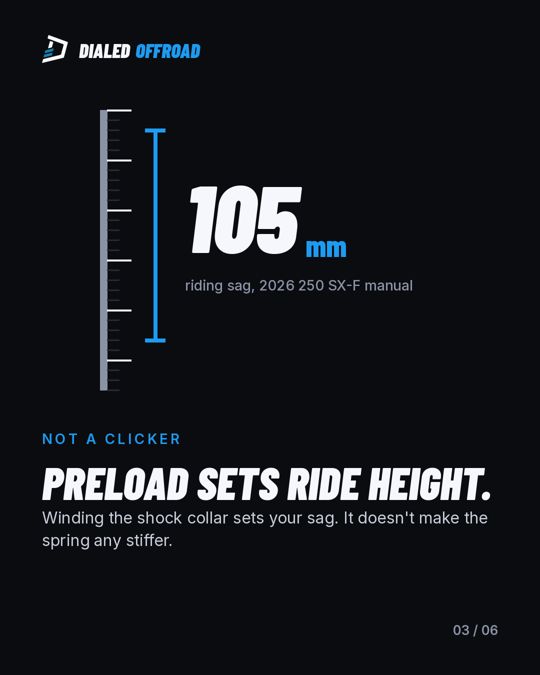 DIALED OFFROAD
105 mm
riding sag, 2026 250 SX-F manual
NOT A CLICKER
PRELOAD SETS RIDE HEIGHT.
Winding the shock collar sets your sag. It doesn't make the
spring any stiffer.
03 / 06